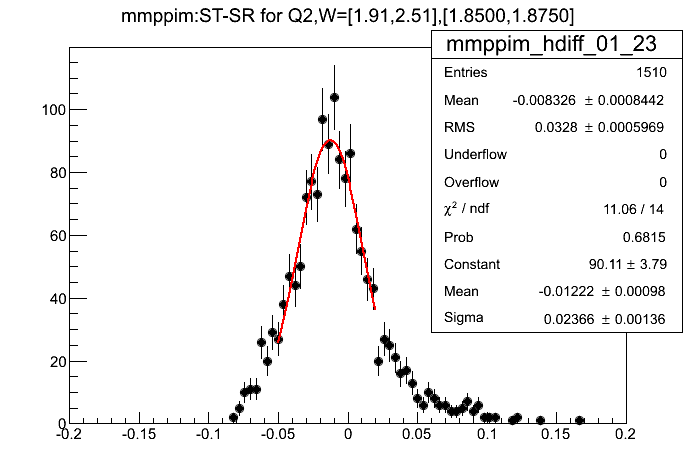 mmppim:ST-SR for Q2,W=[1.91,2.51],[1.8500,1.8750]
mmppim_hdiff_01_23
Entries 1510
Mean -0.008326 ± 0.0008442
RMS 0.0328 ± 0.0005969
Underflow 0
Overflow 0
χ² / ndf 11.06 / 14
Prob 0.6815
Constant 90.11 ± 3.79
Mean -0.01222 ± 0.00098
Sigma 0.02366 ± 0.00136
100
80
60
40
20
0
-0.2 -0.15 -0.1 -0.05 0 0.05 0.1 0.15 0.2